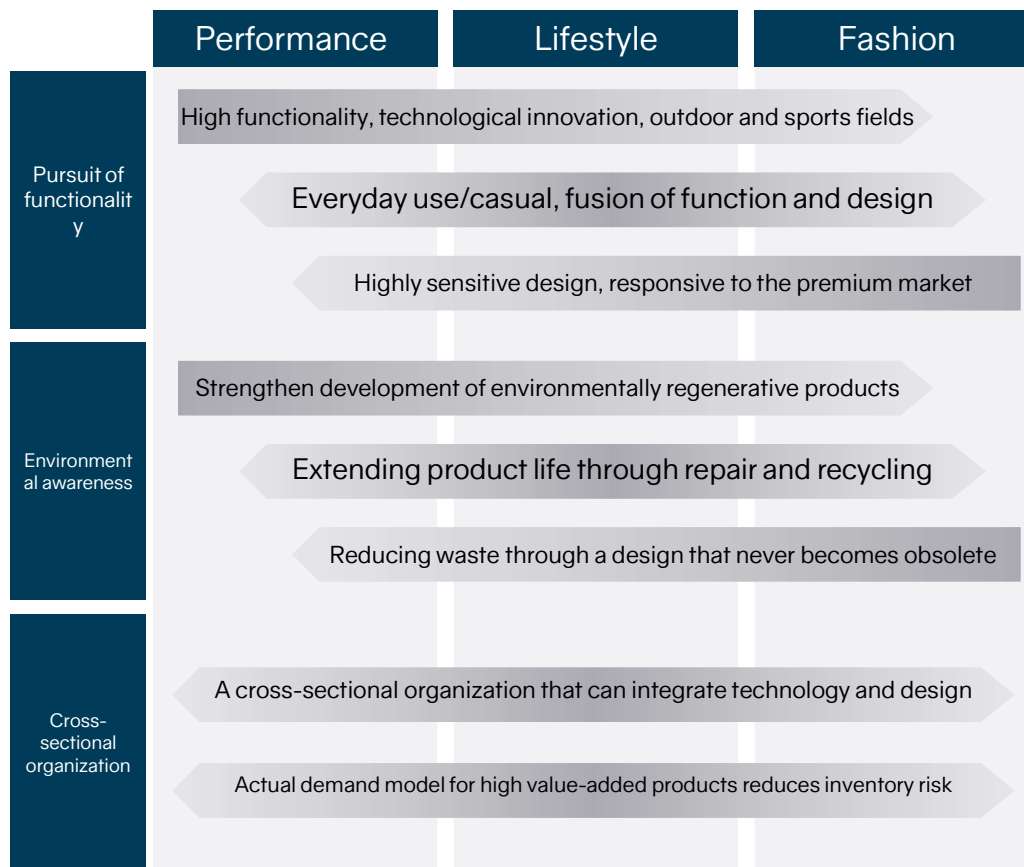 Performance
Lifestyle
Fashion
Pursuit of
functionalit
y
High functionality, technological innovation, outdoor and sports fields
Everyday use/casual, fusion of function and design
Highly sensitive design, responsive to the premium market
Environment
al awareness
Strengthen development of environmentally regenerative products
Extending product life through repair and recycling
Reducing waste through a design that never becomes obsolete
Cross-
sectional
organization
A cross-sectional organization that can integrate technology and design
Actual demand model for high value-added products reduces inventory risk